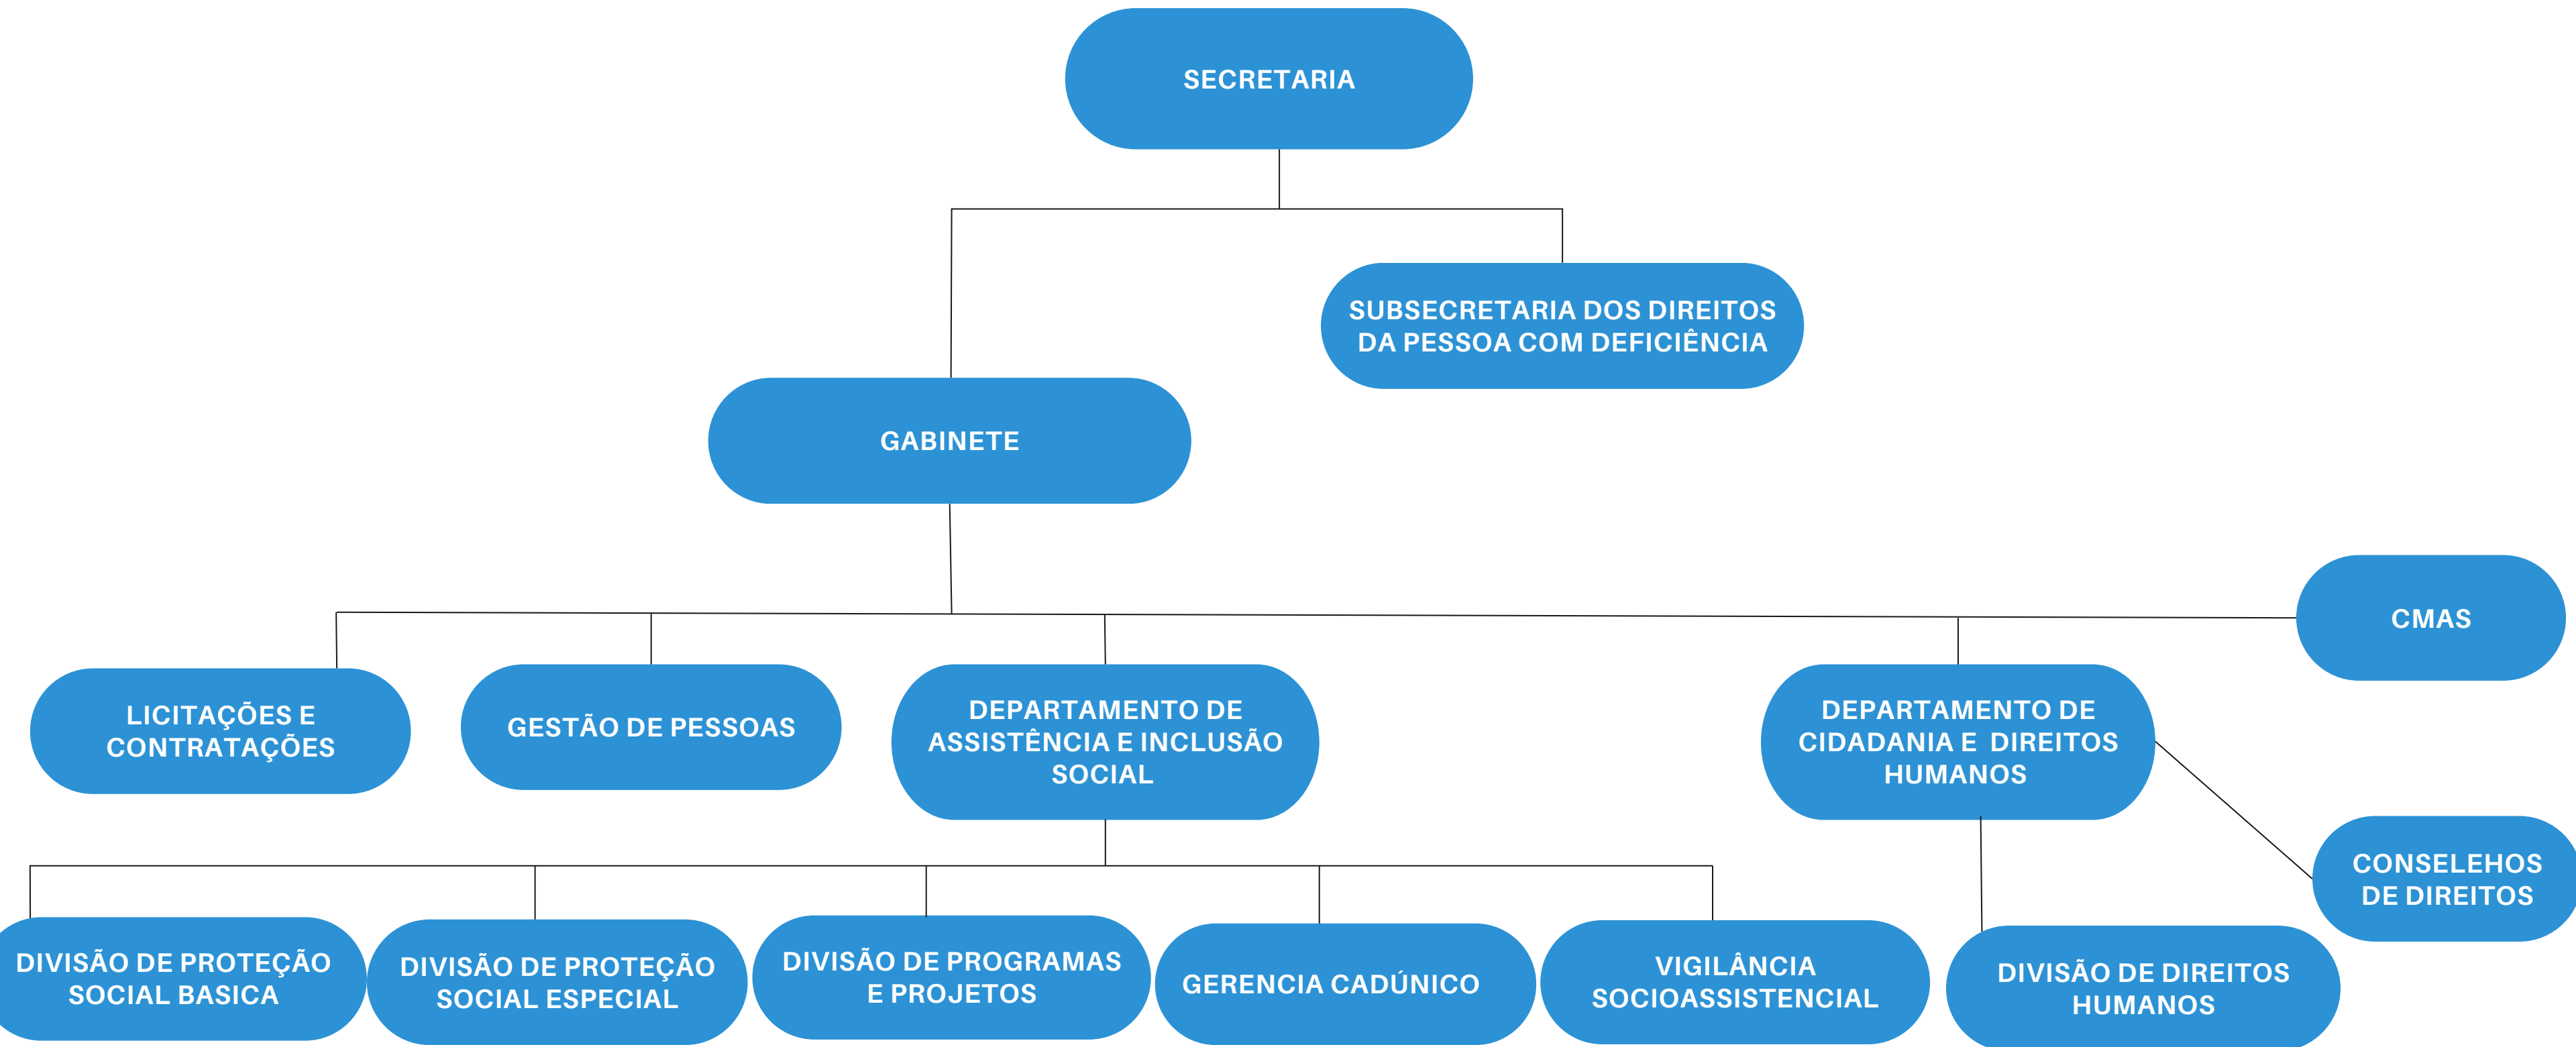 SECRETARIA
SUBSECRETARIA DOS DIREITOS
DA PESSOA COM DEFICIÊNCIA
GABINETE
CMAS
LICITAÇÕES E
CONTRATAÇÕES
GESTÃO DE PESSOAS
DEPARTAMENTO DE
ASSISTÊNCIA E INCLUSÃO
SOCIAL
DEPARTAMENTO DE
CIDADANIA E DIREITOS
HUMANOS
CONSELEHOS
DE DIREITOS
DIVISÃO DE PROTEÇÃO
SOCIAL BASICA
DIVISÃO DE PROTEÇÃO
SOCIAL ESPECIAL
DIVISÃO DE PROGRAMAS
E PROJETOS
GERENCIA CADÚNICO
VIGILÂNCIA
SOCIOASSISTENCIAL
DIVISÃO DE DIREITOS
HUMANOS